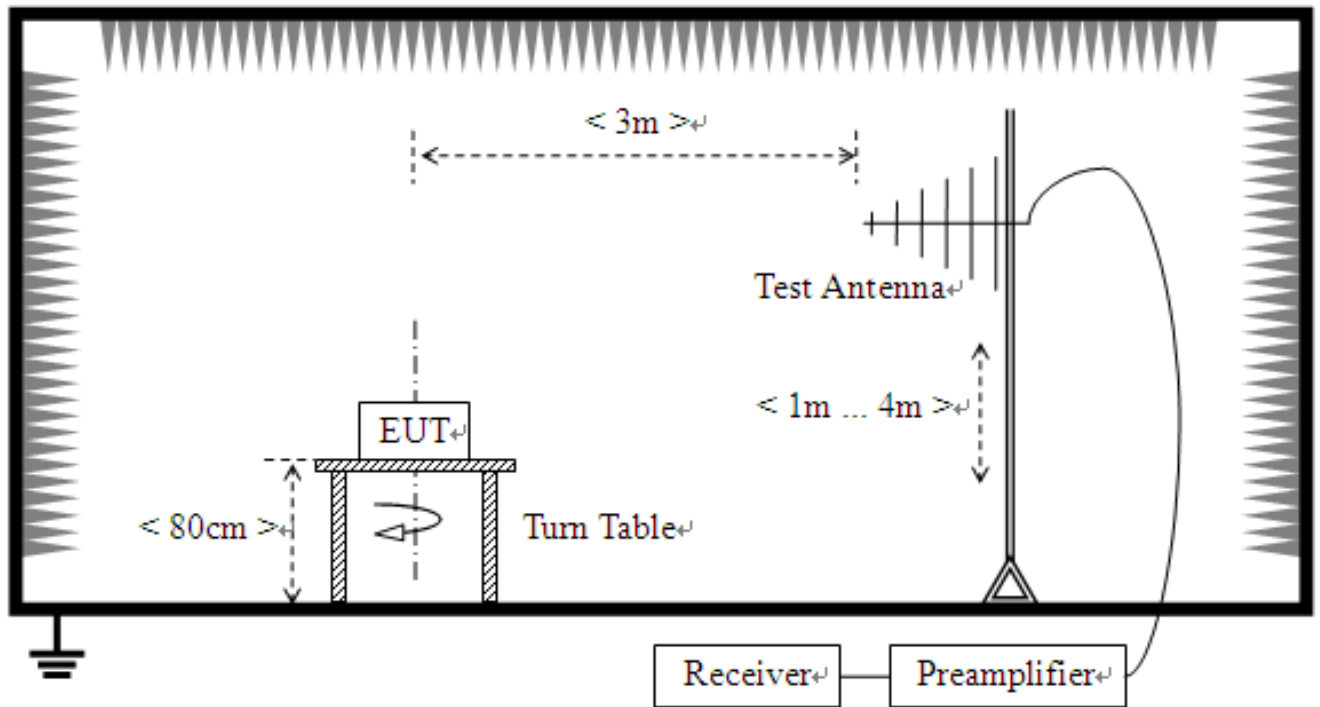 < 3m >↵
Test Antenna↵
< 1m ... 4m >↵
EUT↵
< 80cm >↵
Turn Table↵
Receiver↵
Preamplifier↵